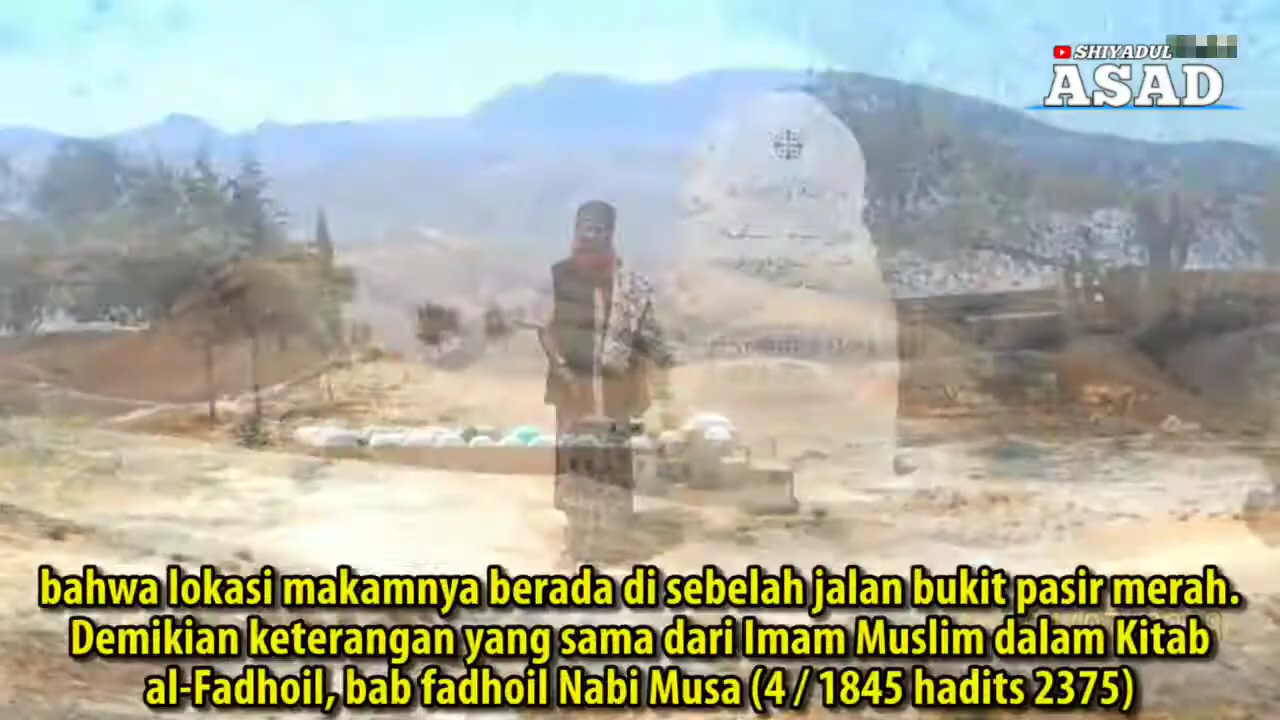 SHIYADUL
ASAD
bahwa lokasi makamnya berada di sebelah jalan bukit pasir merah.
Demikian keterangan yang sama dari Imam Muslim dalam Kitab
al-Fadhoil, bab fadhoil Nabi Musa (4 / 1845 hadits 2375)